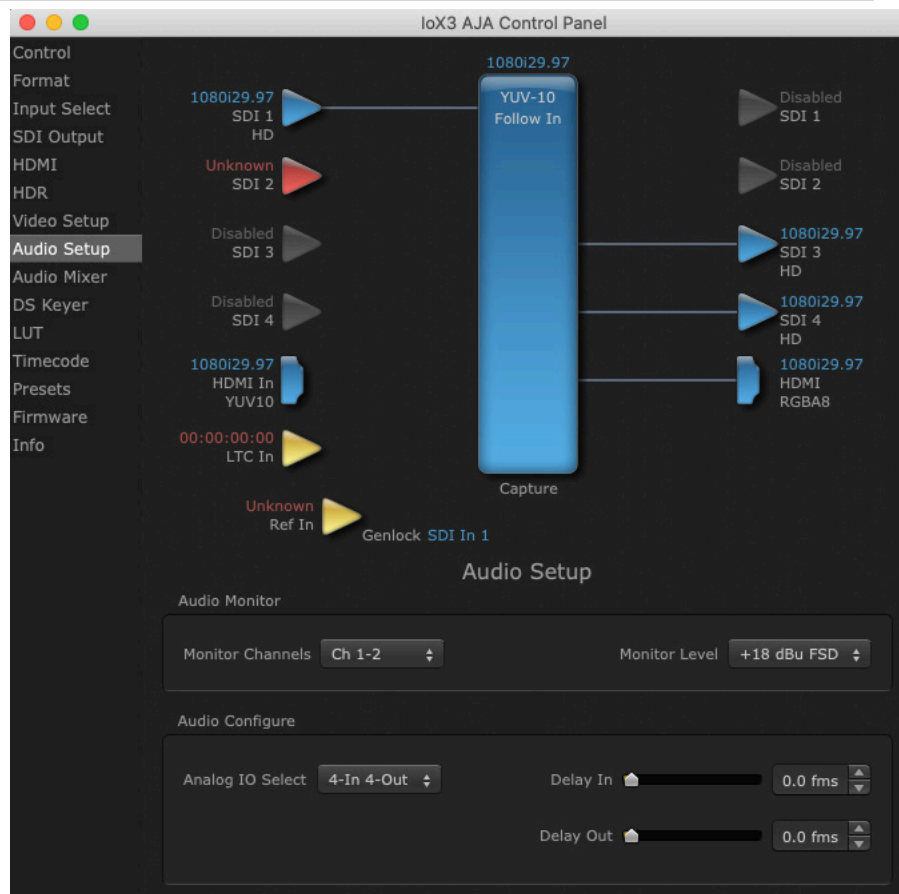 IoX3 AJA Control Panel
Control
Format
Input Select
SDI Output
HDMI
HDR
Video Setup
Audio Setup
Audio Mixer
DS Keyer
LUT
Timecode
Presets
Firmware
Info
1080i29.97
SDI 1
HD
Unknown
SDI 2
Disabled
SDI 3
Disabled
SDI 4
1080i29.97
HDMI In
YUV10
00:00:00:00
LTC In
Unknown
Ref In
Genlock SDI In 1
1080i29.97
YUV-10
Follow In
Capture
Disabled
SDI 1
Disabled
SDI 2
1080i29.97
SDI 3
HD
1080i29.97
SDI 4
HD
1080i29.97
HDMI
RGBA8
Audio Setup
Audio Monitor
Monitor Channels Ch 1-2 Monitor Level +18 dBu FSD
Audio Configure
Analog IO Select 4-In 4-Out Delay In 0.0 fms
Delay Out 0.0 fms